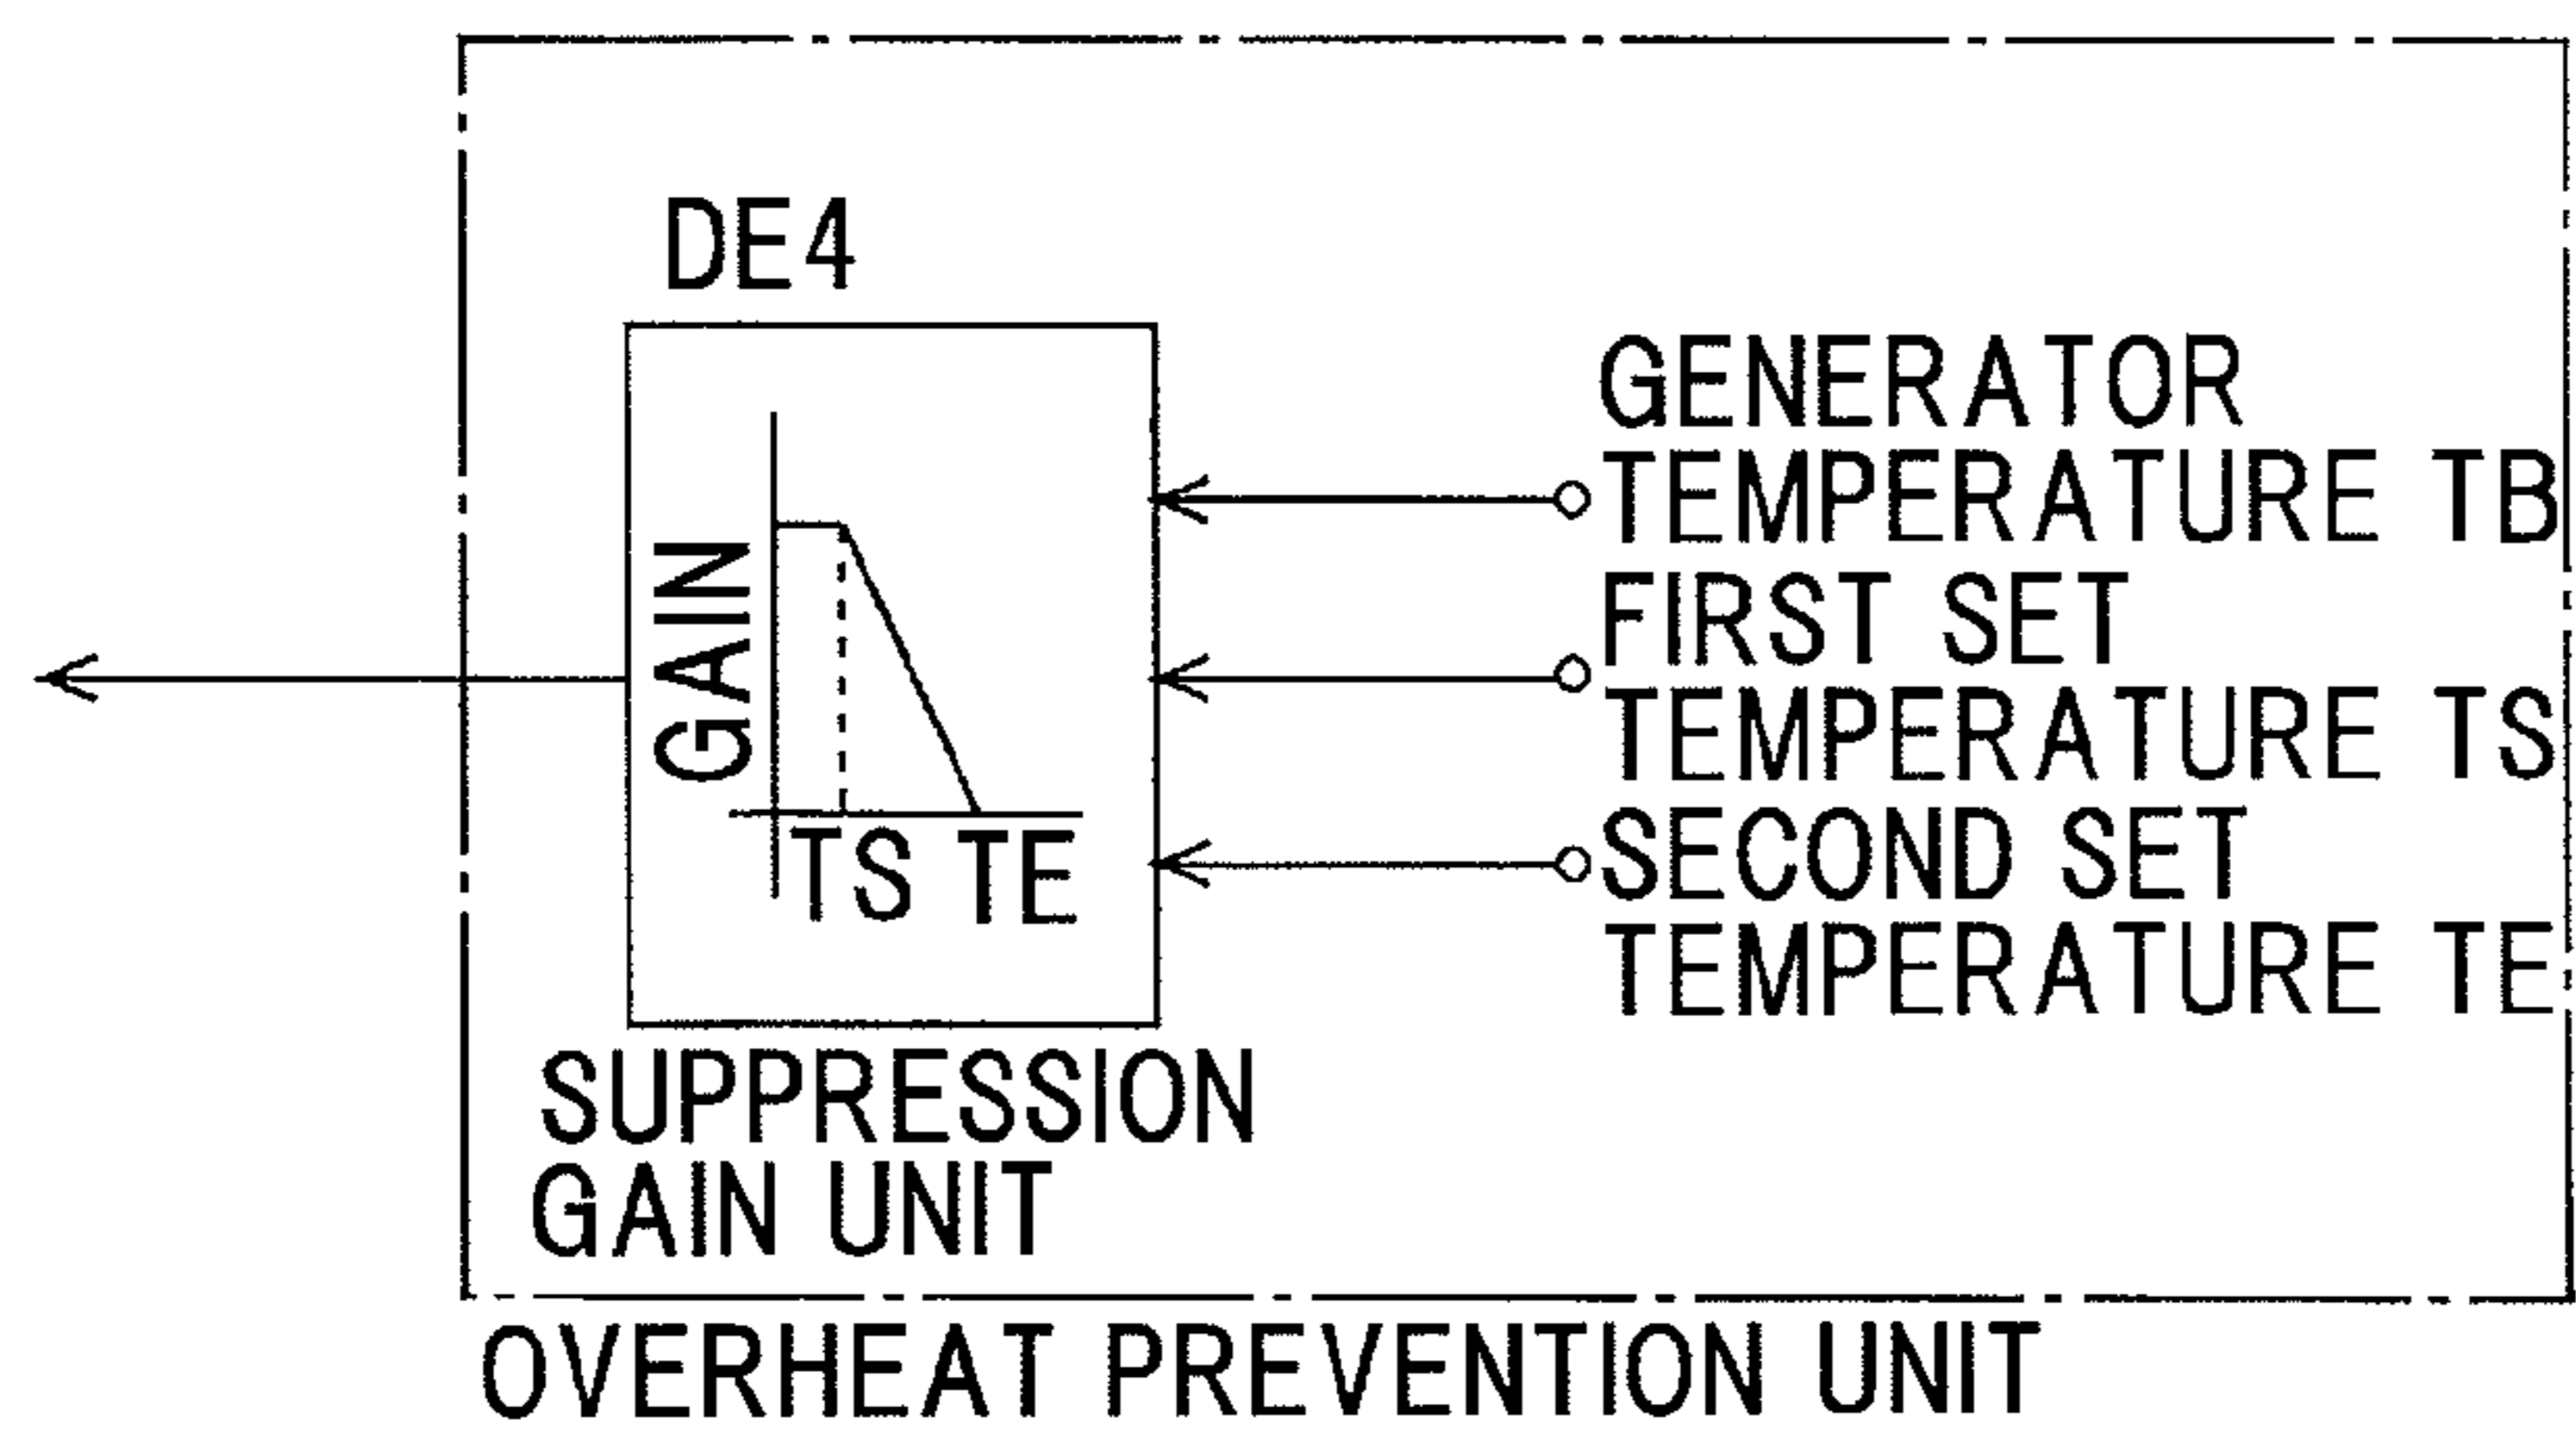 DE4
GENERATOR
TEMPERATURE TB
FIRST SET
TEMPERATURE TS
SECOND SET
TEMPERATURE TE
GAIN
TS TE
SUPPRESSION
GAIN UNIT
OVERHEAT PREVENTION UNIT